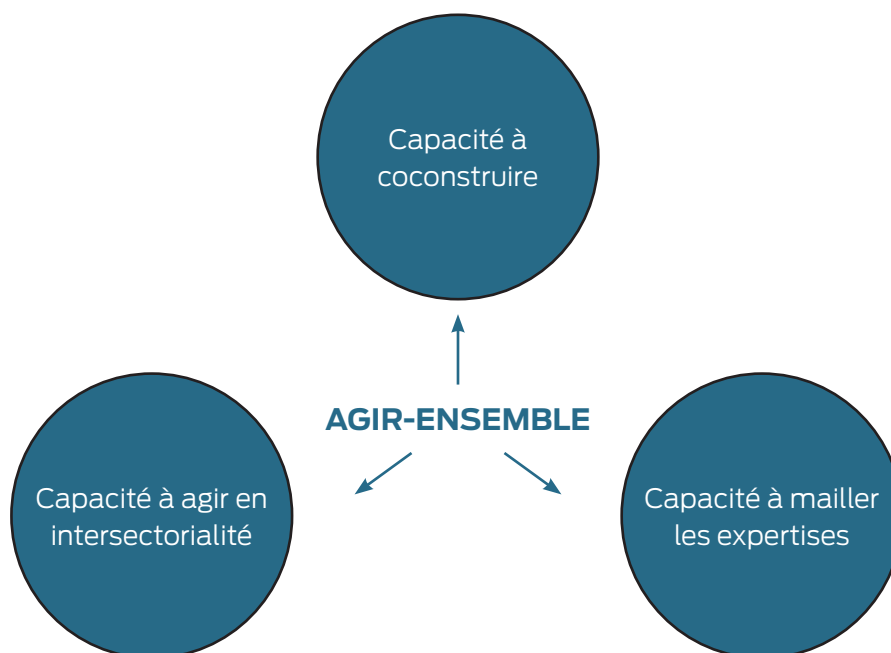 Capacité à
coconstruire
AGIR-ENSEMBLE
Capacité à agir en
intersectorialité
Capacité à mailler
les expertises